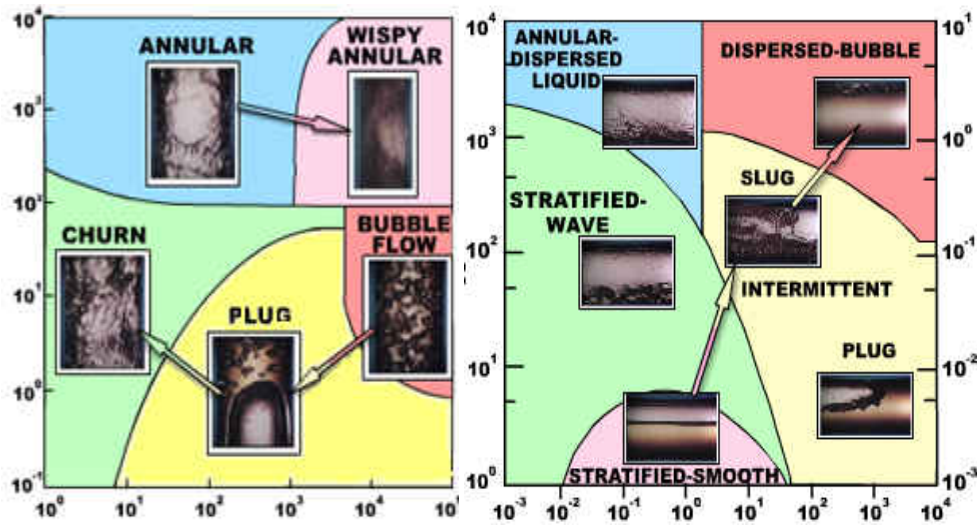 10⁴
ANNULAR
WISPY
ANNULAR
10³
10²
CHURN
BUBBLE
FLOW
10¹
PLUG
10⁰
10⁻¹
10⁰ 10¹ 10² 10³ 10⁴
10⁴
ANNULAR-
DISPERSED
LIQUID
DISPERSED-BUBBLE
10¹
10³
10⁰
SLUG
STRATIFIED-
WAVE
10²
10⁻¹
INTERMITTENT
10¹
PLUG
10⁻²
10⁰
STRATIFIED-SMOOTH
10⁻³
10⁻³ 10⁻² 10⁻¹ 10⁰ 10¹ 10² 10³ 10⁴